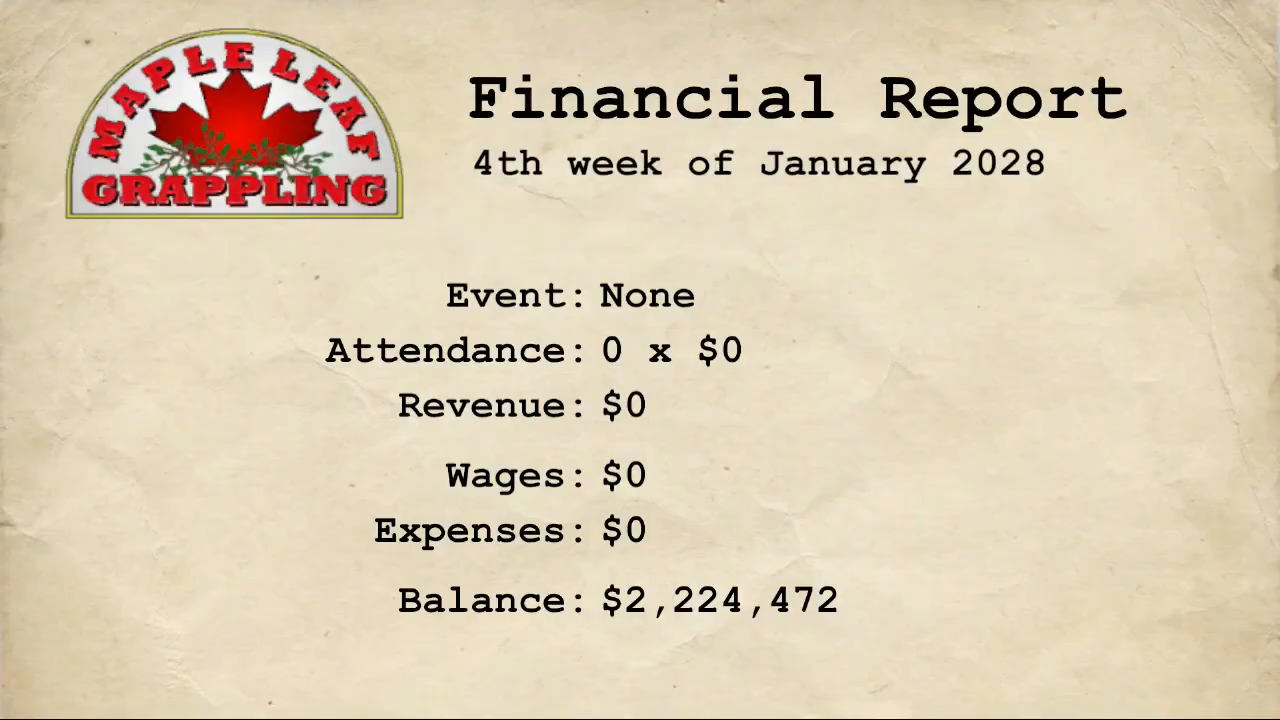 MAPLE LEAF
GRAPPLING
Financial Report
4th week of January 2028
Event: None
Attendance: 0 x $0
Revenue: $0
Wages: $0
Expenses: $0
Balance: $2,224,472